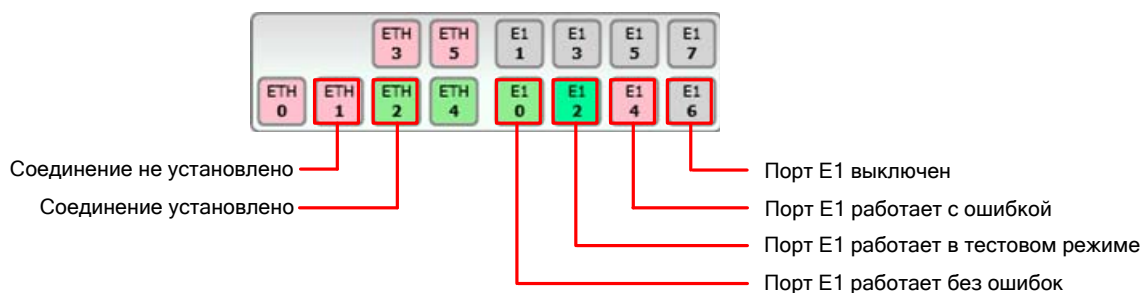 ETH ETH E1 E1 E1 E1
3 5 1 3 5 7
ETH ETH ETH ETH E1 E1 E1 E1
0 1 2 4 0 2 4 6
Соединение не установлено
Порт E1 выключен
Соединение установлено
Порт E1 работает с ошибкой
Порт E1 работает в тестовом режиме
Порт E1 работает без ошибок